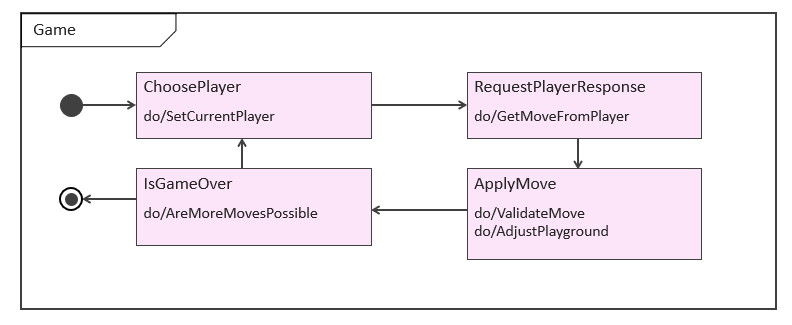 Game
ChoosePlayer
do/SetCurrentPlayer
RequestPlayerResponse
do/GetMoveFromPlayer
IsGameOver
do/AreMoreMovesPossible
ApplyMove
do/ValidateMove
do/AdjustPlayground